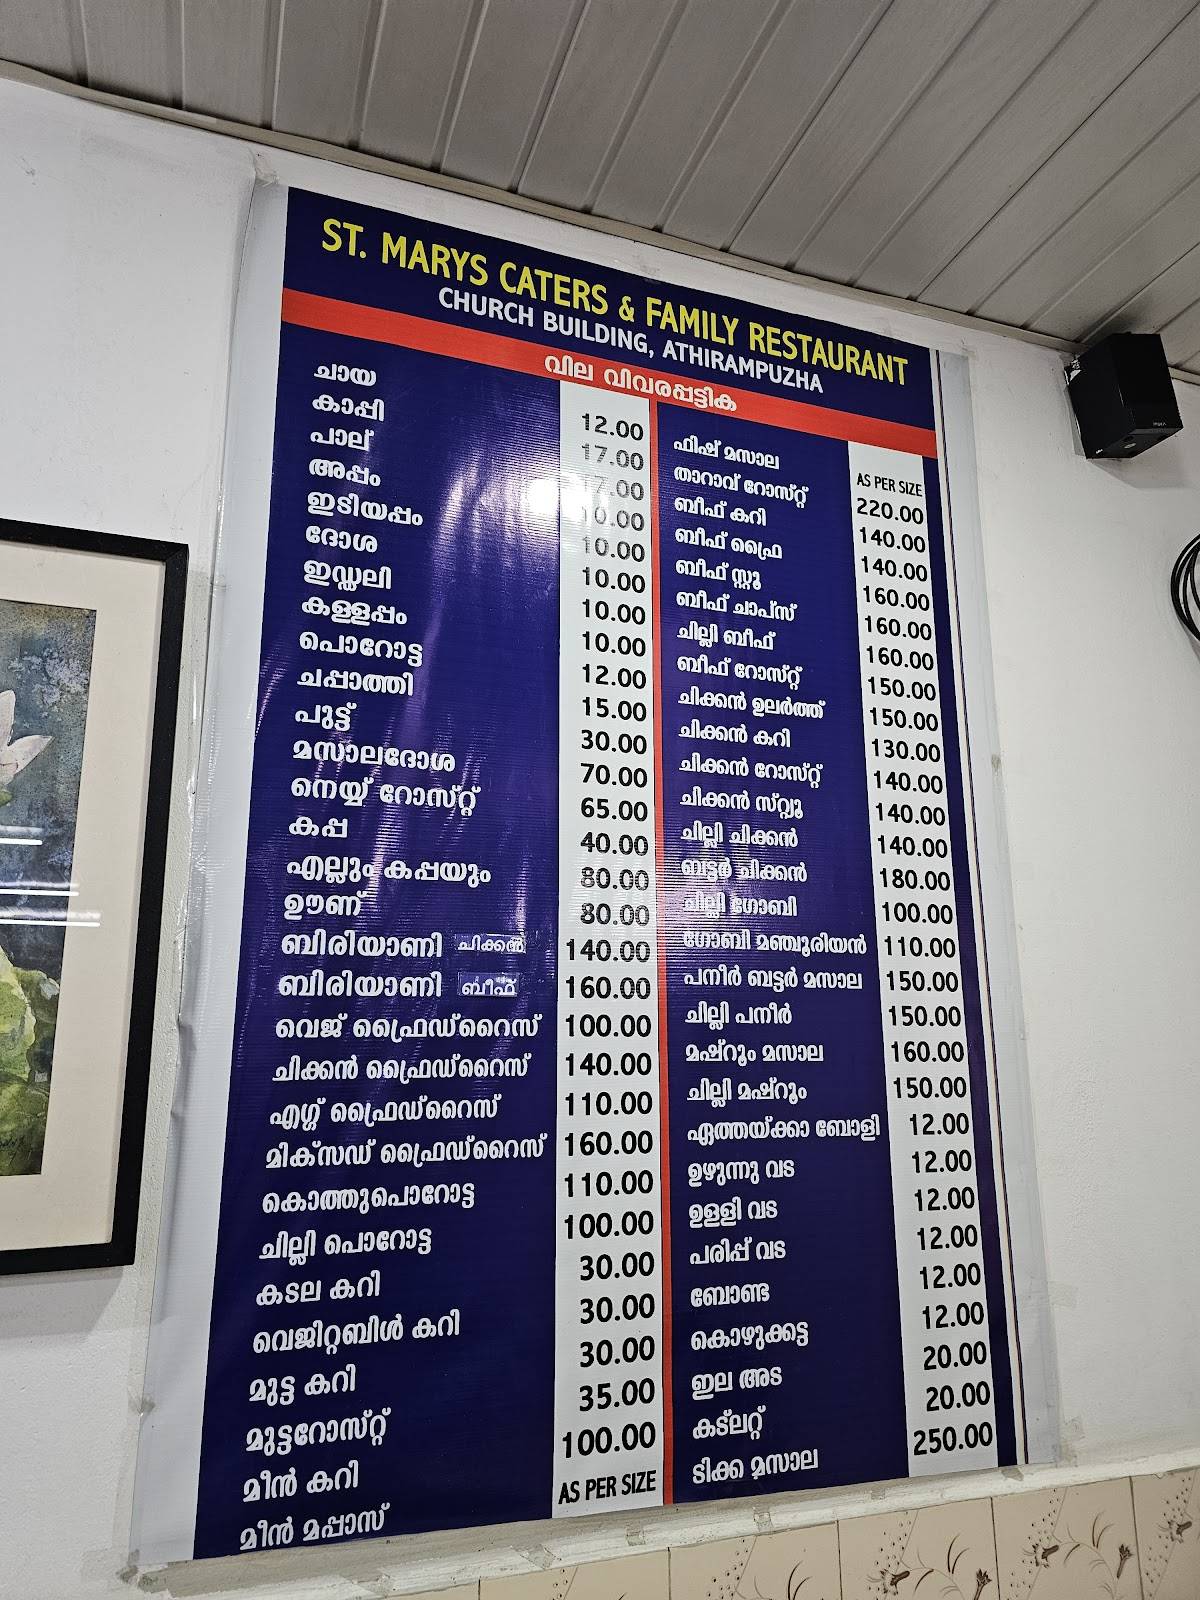 ST. MARYS CATERS & FAMILY RESTAURANT
CHURCH BUILDING, ATHIRAMPUZHA
വില വിവരപ്പട്ടിക
ചായ 12.00
കാപ്പി 17.00
പാല് 17.00
അപ്പം 10.00
ഇടിയപ്പം 10.00
ദോശ 10.00
ഇഡ്ഡലി 10.00
കള്ളപ്പം 10.00
പൊറോട്ട 12.00
ചപ്പാത്തി 15.00
പുട്ട് 30.00
മസാലദോശ 70.00
നെയ്യ് റോസ്റ്റ് 65.00
കപ്പ 40.00
എല്ലും കപ്പയും 80.00
ഊണ് 80.00
ബിരിയാണി ചിക്കൻ 140.00
ബിരിയാണി ബീഫ് 160.00
വെജ് ഫ്രൈഡ്റൈസ് 100.00
ചിക്കൻ ഫ്രൈഡ്റൈസ് 140.00
എഗ്ഗ് ഫ്രൈഡ്റൈസ് 110.00
മിക്സഡ് ഫ്രൈഡ്റൈസ് 160.00
കൊത്തുപൊറോട്ട 110.00
ചില്ലി പൊറോട്ട 100.00
കടല കറി 30.00
വെജിറ്റബിൾ കറി 30.00
മുട്ട കറി 30.00
മുട്ടറോസ്റ്റ് 35.00
മീൻ കറി 100.00
മീൻ മപ്പാസ് AS PER SIZE
ഫിഷ് മസാല AS PER SIZE
താറാവ് റോസ്റ്റ് 220.00
ബീഫ് കറി 140.00
ബീഫ് ഫ്രൈ 140.00
ബീഫ് സ്റ്റൂ 160.00
ബീഫ് ചാപ്സ് 160.00
ചില്ലി ബീഫ് 160.00
ബീഫ് റോസ്റ്റ് 150.00
ചിക്കൻ ഉലർത്ത് 150.00
ചിക്കൻ കറി 130.00
ചിക്കൻ റോസ്റ്റ് 140.00
ചിക്കൻ സ്റ്റ്യൂ 140.00
ചില്ലി ചിക്കൻ 140.00
ബട്ടർ ചിക്കൻ 180.00
ചില്ലി ഗോബി 100.00
ഗോബി മഞ്ചൂരിയൻ 110.00
പനീർ ബട്ടർ മസാല 150.00
ചില്ലി പനീർ 150.00
മഷ്റൂം മസാല 160.00
ചില്ലി മഷ്റൂം 150.00
ഏത്തയ്ക്കാ ബോളി 12.00
ഉഴുന്നു വട 12.00
ഉള്ളി വട 12.00
പരിപ്പ് വട 12.00
ബോണ്ട 12.00
കൊഴുക്കട്ട 12.00
ഇല അട 20.00
കട്ലറ്റ് 20.00
ടിക്ക മസാല 250.00